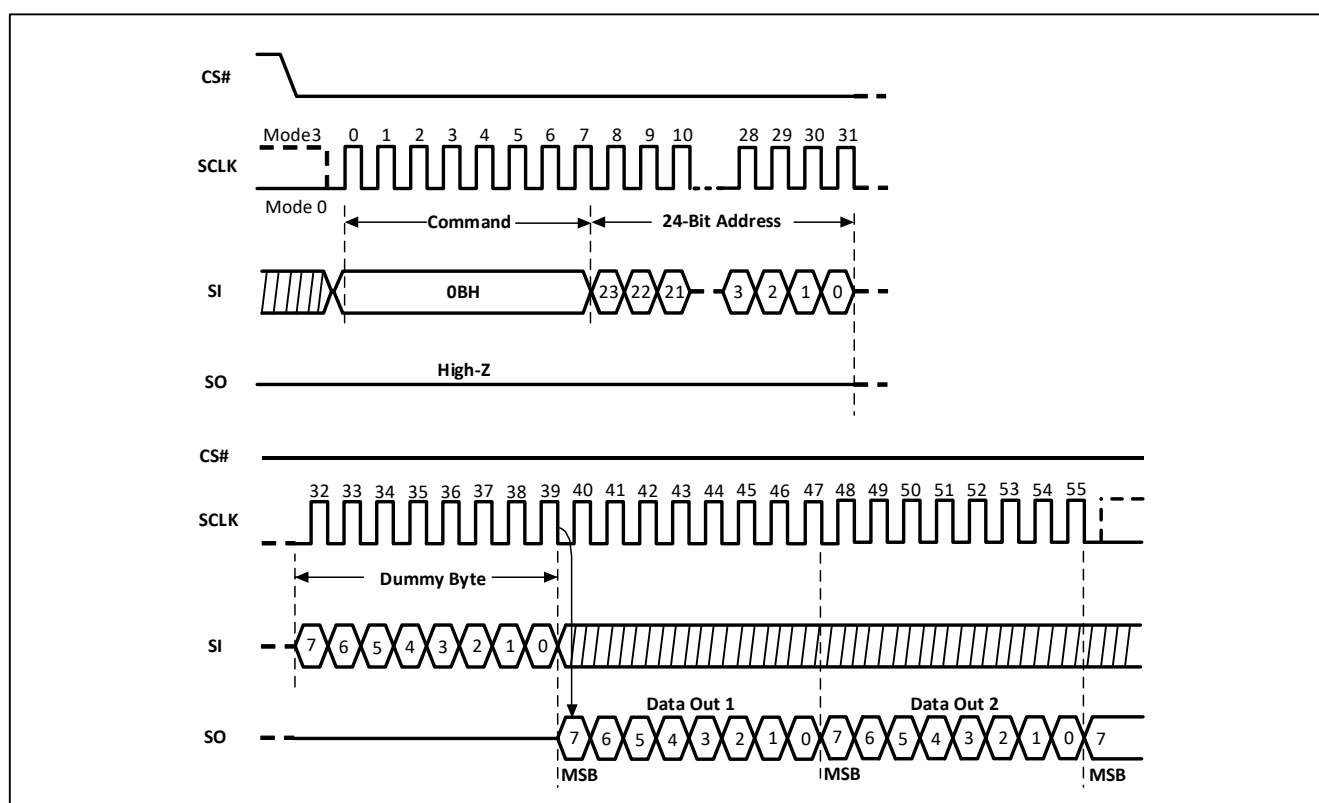 CS#
Mode3 0 1 2 3 4 5 6 7 8 9 10 28 29 30 31
SCLK
Mode 0
Command 24-Bit Address
SI 0BH 23 22 21 3 2 1 0
High-Z
SO
CS#
32 33 34 35 36 37 38 39 40 41 42 43 44 45 46 47 48 49 50 51 52 53 54 55
SCLK
Dummy Byte
SI 7 6 5 4 3 2 1 0
Data Out 1 Data Out 2
SO 7 6 5 4 3 2 1 0 7 6 5 4 3 2 1 0 7
MSB MSB MSB